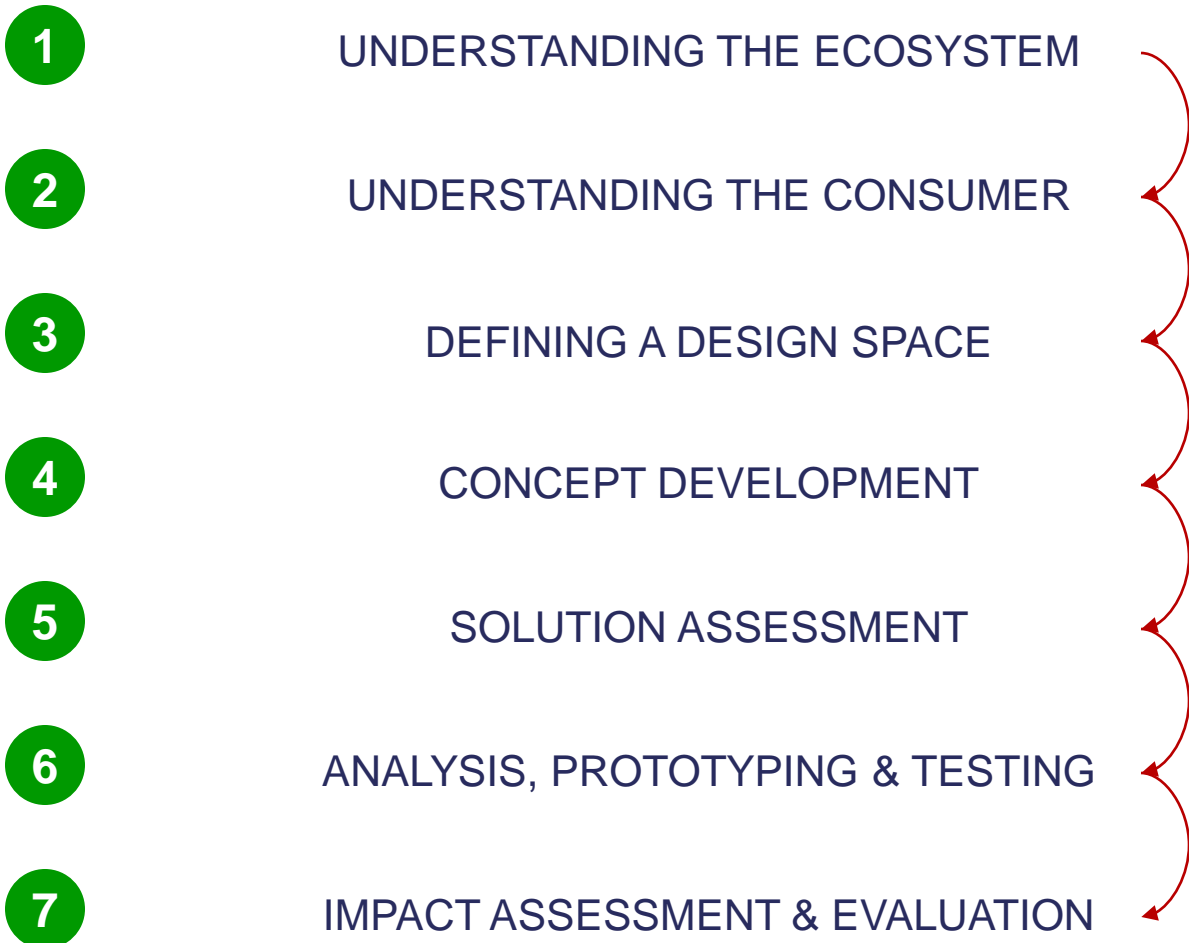 1 UNDERSTANDING THE ECOSYSTEM
2 UNDERSTANDING THE CONSUMER
3 DEFINING A DESIGN SPACE
4 CONCEPT DEVELOPMENT
5 SOLUTION ASSESSMENT
6 ANALYSIS, PROTOTYPING & TESTING
7 IMPACT ASSESSMENT & EVALUATION